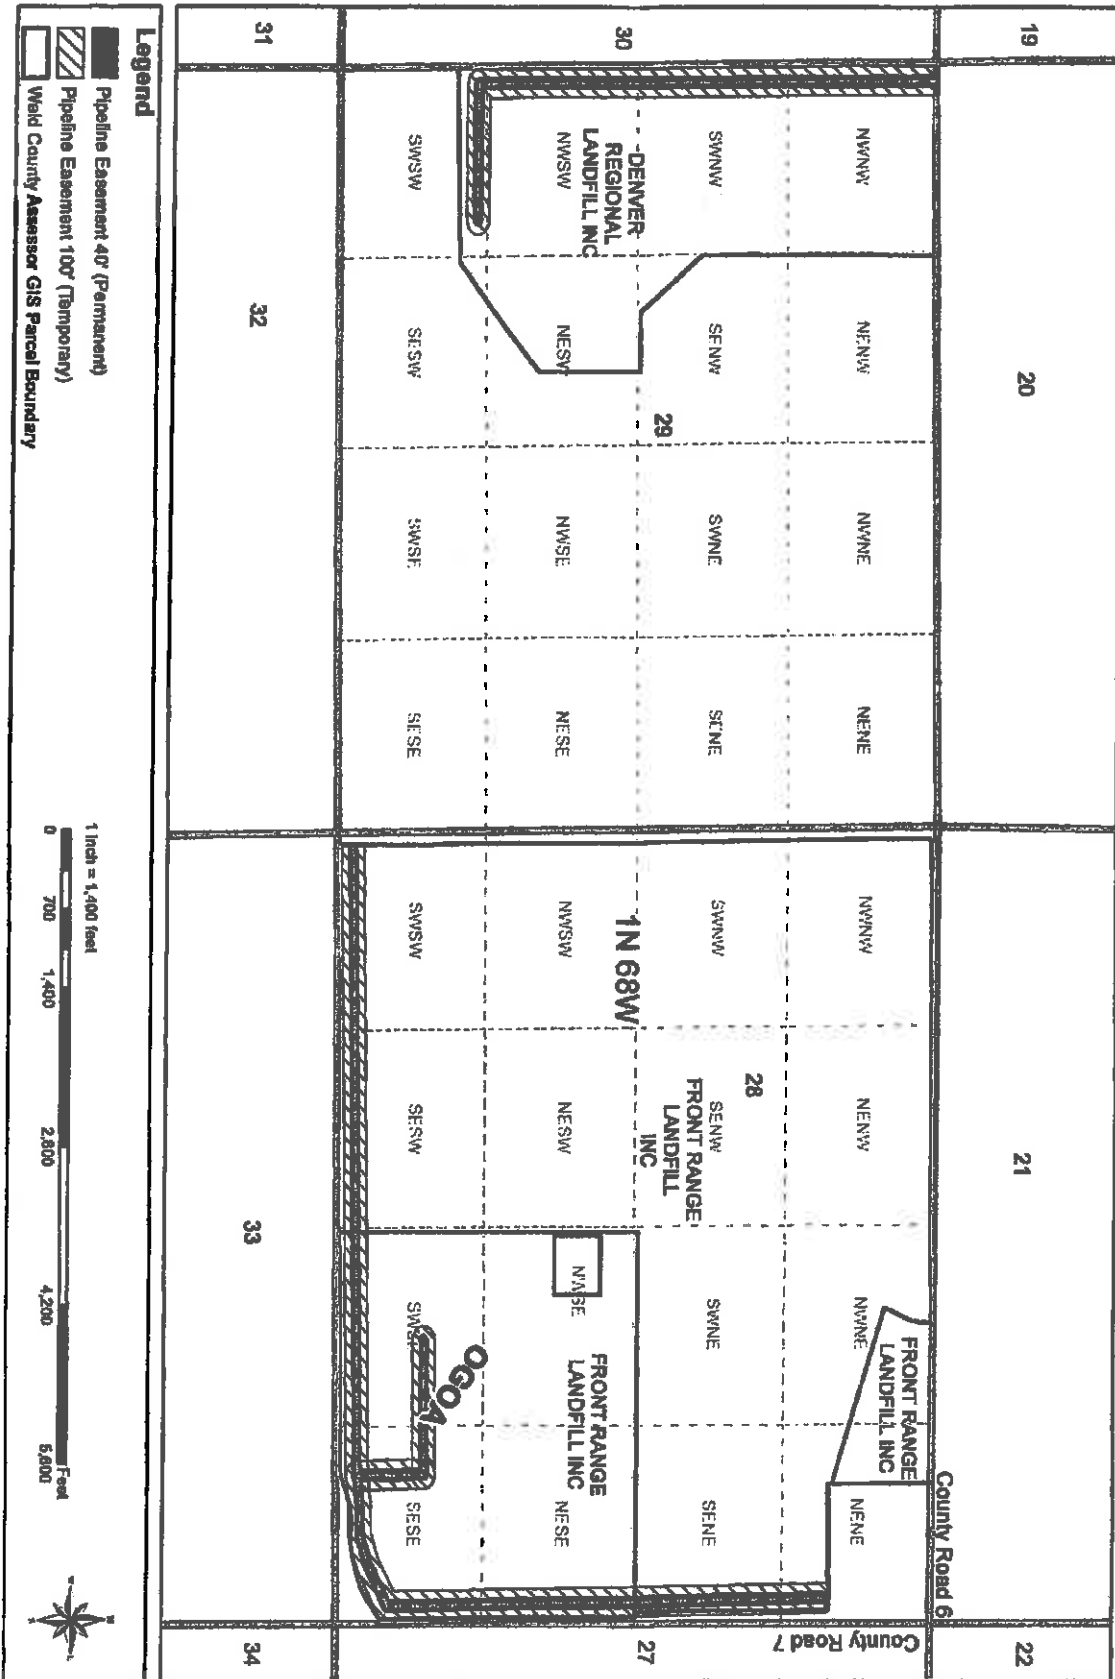 19
20
21
22
County Road 6
County Road 7
NWNW
NENW
NWNE
NENE
NWNW
NENW
NWNE
NENE
FRONT RANGE
LANDFILL INC
SWNW
SENW
SWNE
SENE
SWNW
SENW
SWNE
SENE
28
FRONT RANGE
LANDFILL
INC
30
29
1N 68W
27
DENVER
REGIONAL
LANDFILL INC
NWSW
NESW
NWSE
NESE
NWSW
NESW
NWSE
NESE
FRONT RANGE
LANDFILL INC
OGO4
SWSW
SESW
SWSE
SESE
SWSW
SESW
SWSE
SESE
31
32
33
34
Legend
Pipeline Easement 40' (Permanent)
Pipeline Easement 100' (Temporary)
Weld County Assessor GIS Parcel Boundary
1 inch = 1,400 feet
0 700 1,400 2,800 4,200 5,600
Feet